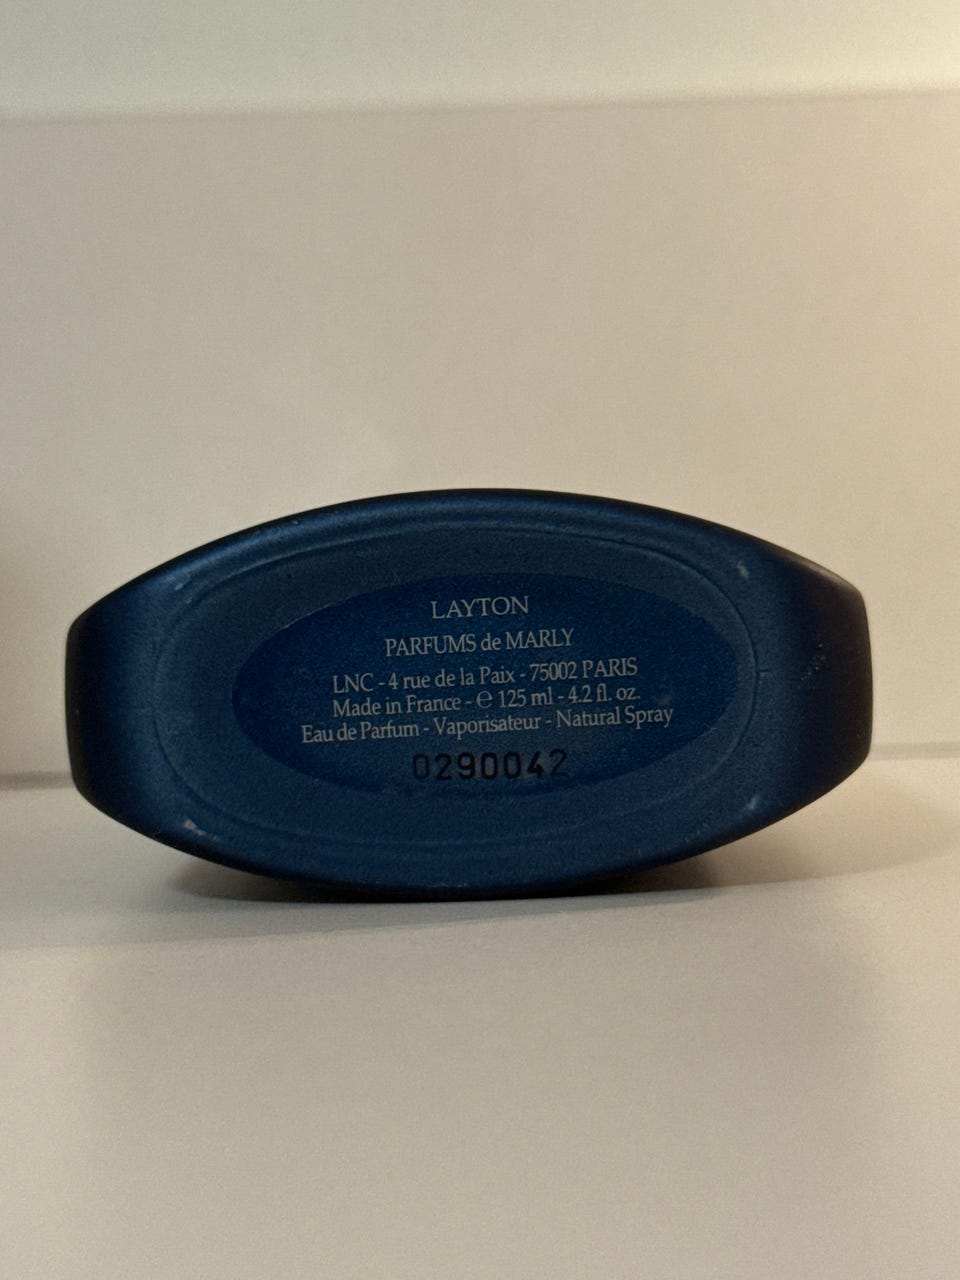 LAYTON
PARFUMS de MARLY
LNC - 4 rue de la Paix - 75002 PARIS
Made in France - ℮ 125 ml - 4.2 fl. oz.
Eau de Parfum - Vaporisateur - Natural Spray
0290042